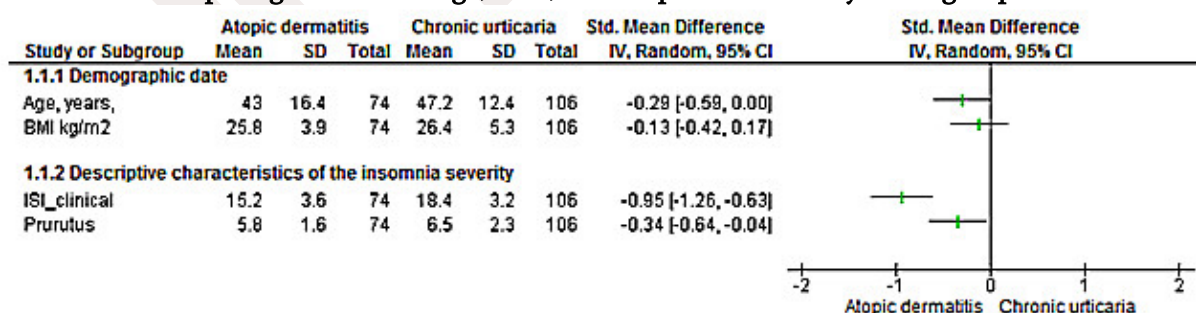 Atopic dermatitis Chronic urticaria Std. Mean Difference Std. Mean Difference
Study or Subgroup Mean SD Total Mean SD Total IV, Random, 95% CI IV, Random, 95% CI
1.1.1 Demographic date
Age, years, 43 16.4 74 47.2 12.4 106 -0.29 [-0.59, 0.00]
BMI kg/m2 25.8 3.9 74 26.4 5.3 106 -0.13 [-0.42, 0.17]
1.1.2 Descriptive characteristics of the insomnia severity
ISI_clinical 15.2 3.6 74 18.4 3.2 106 -0.95 [-1.26, -0.63]
Prurutus 5.8 1.6 74 6.5 2.3 106 -0.34 [-0.64, -0.04]
-2 -1 0 1 2
Atopic dermatitis Chronic urticaria